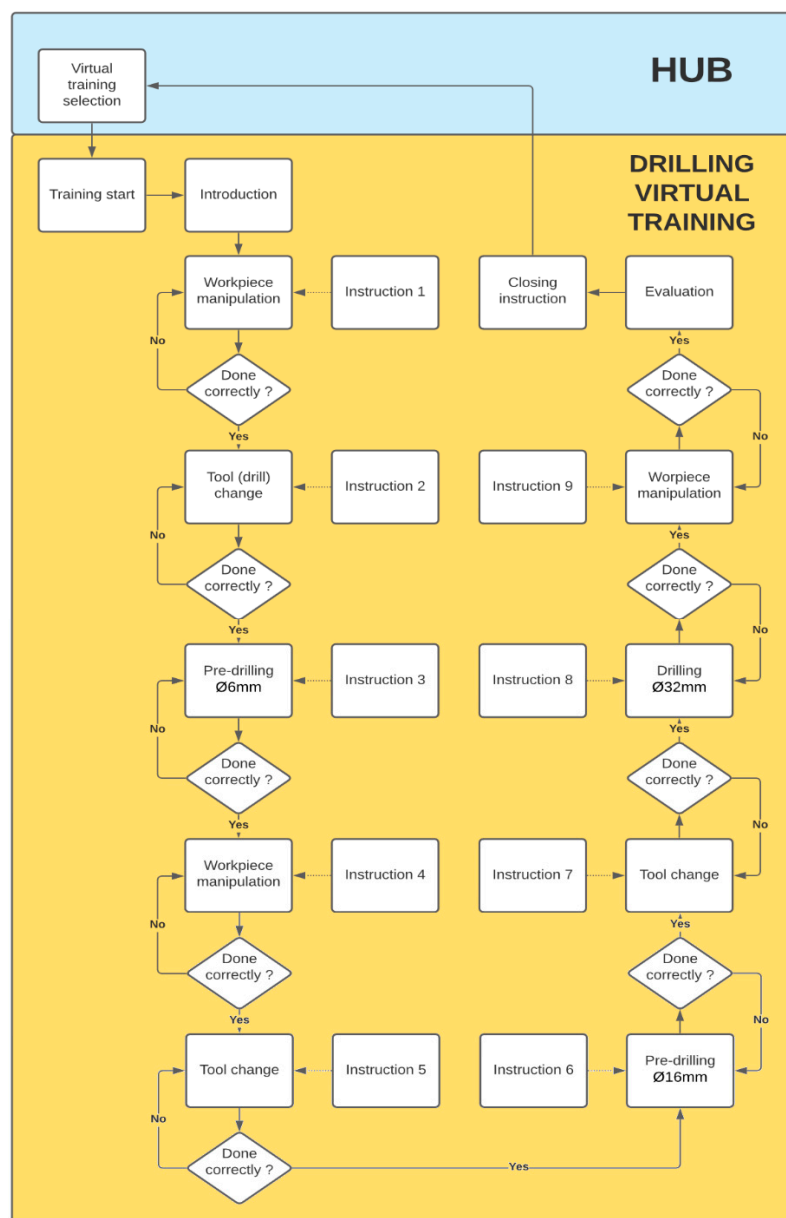 HUB
Virtual
training
selection
DRILLING
VIRTUAL
TRAINING
Training start
Introduction
Workpiece
manipulation
Instruction 1
Closing
instruction
Evaluation
No
Done
correctly ?
Yes
Yes
Done
correctly ?
No
Tool (drill)
change
Instruction 2
Instruction 9
Worpiece
manipulation
No
Done
correctly ?
Yes
Yes
Done
correctly ?
No
Pre-drilling
Ø6mm
Instruction 3
Instruction 8
Drilling
Ø32mm
No
Done
correctly ?
Yes
Yes
Done
correctly ?
No
Workpiece
manipulation
Instruction 4
Instruction 7
Tool change
No
Done
correctly ?
Yes
Yes
Done
correctly ?
No
Tool change
Instruction 5
Instruction 6
Pre-drilling
Ø16mm
No
Done
correctly ?
Yes